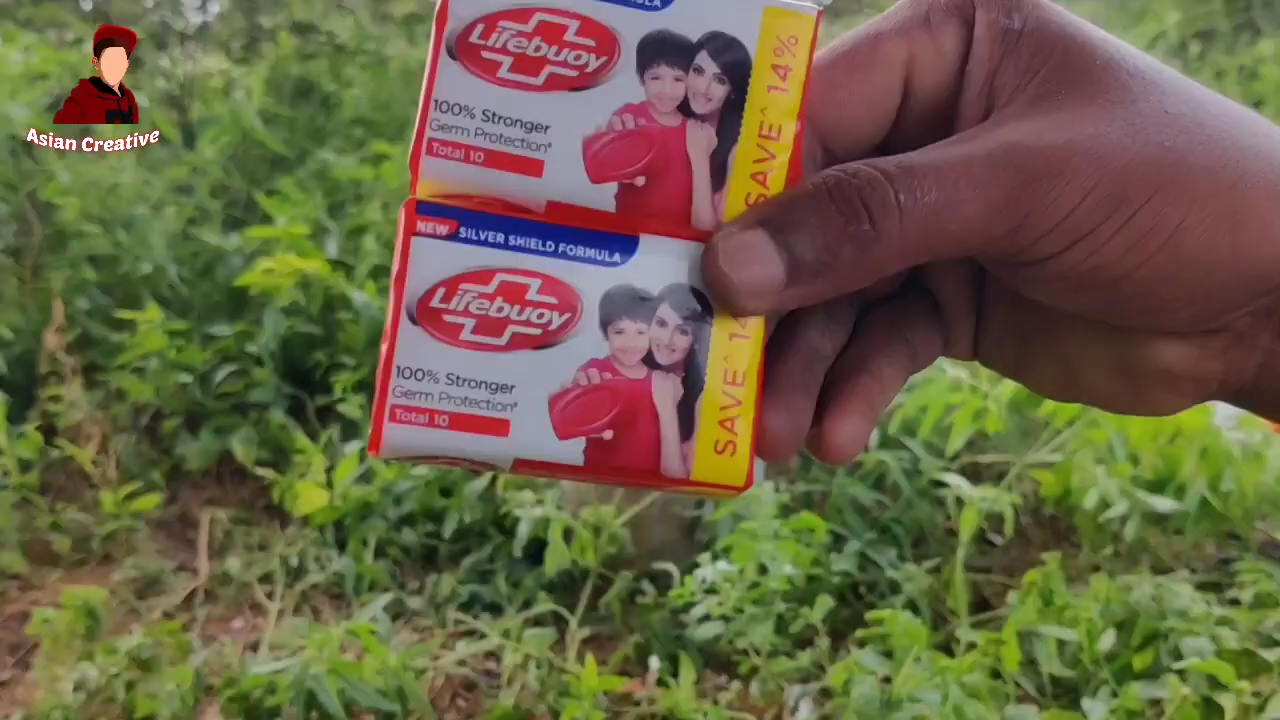 Asian Creative
Lifebuoy
100% Stronger
Germ Protection*
Total 10
SAVE^ 14%
NEW SILVER SHIELD FORMULA
Lifebuoy
100% Stronger
Germ Protection*
Total 10
SAVE^ 14